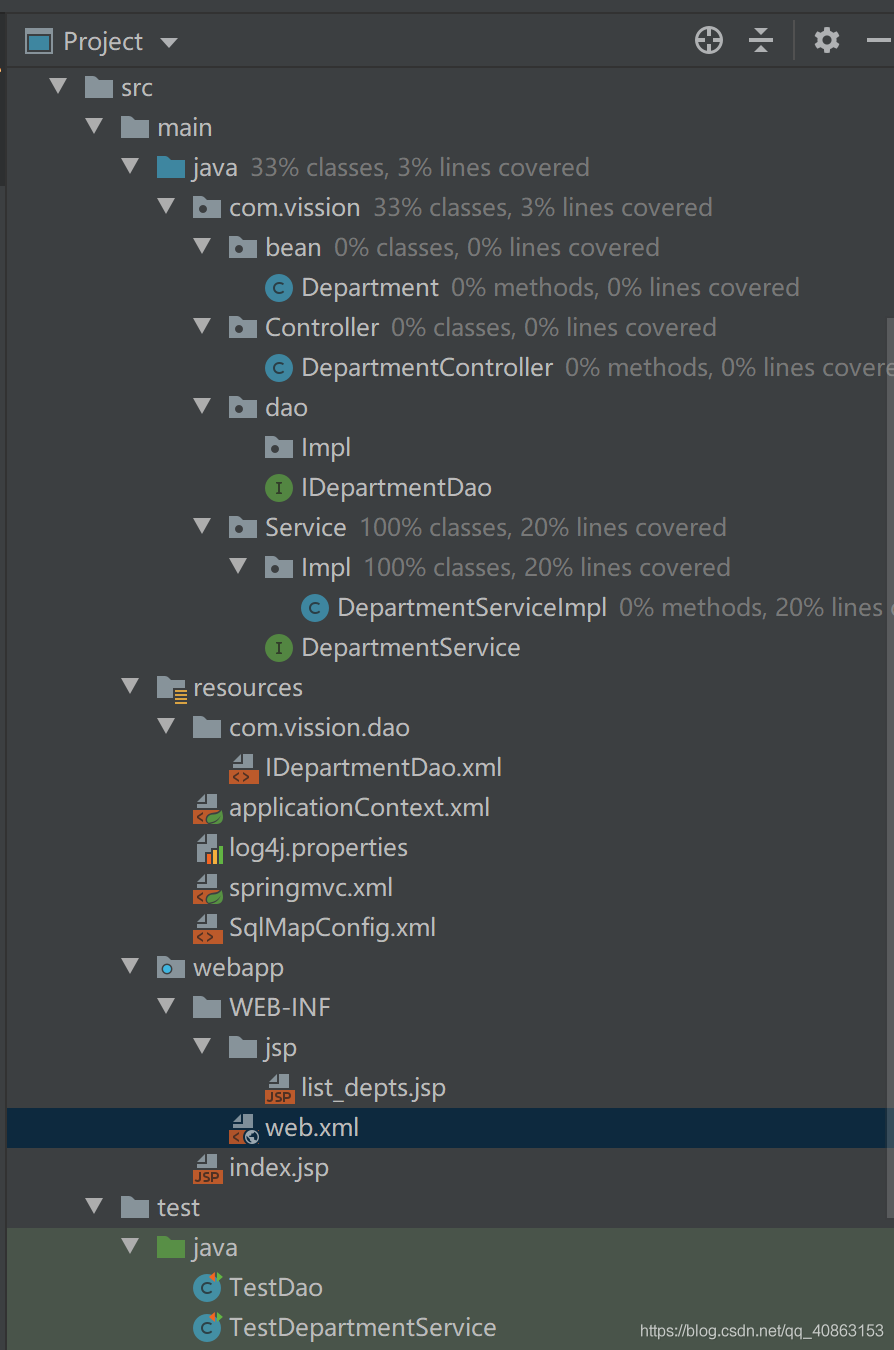 Project
src
main
java 33% classes, 3% lines covered
com.vission 33% classes, 3% lines covered
bean 0% classes, 0% lines covered
C Department 0% methods, 0% lines covered
Controller 0% classes, 0% lines covered
C DepartmentController 0% methods, 0% lines covere
dao
Impl
I IDepartmentDao
Service 100% classes, 20% lines covered
Impl 100% classes, 20% lines covered
C DepartmentServiceImpl 0% methods, 20% lines c
I DepartmentService
resources
com.vission.dao
<> IDepartmentDao.xml
applicationContext.xml
log4j.properties
springmvc.xml
<> SqlMapConfig.xml
webapp
WEB-INF
jsp
JSP list_depts.jsp
web.xml
JSP index.jsp
test
java
C TestDao
C TestDepartmentService
https://blog.csdn.net/qq_40863153